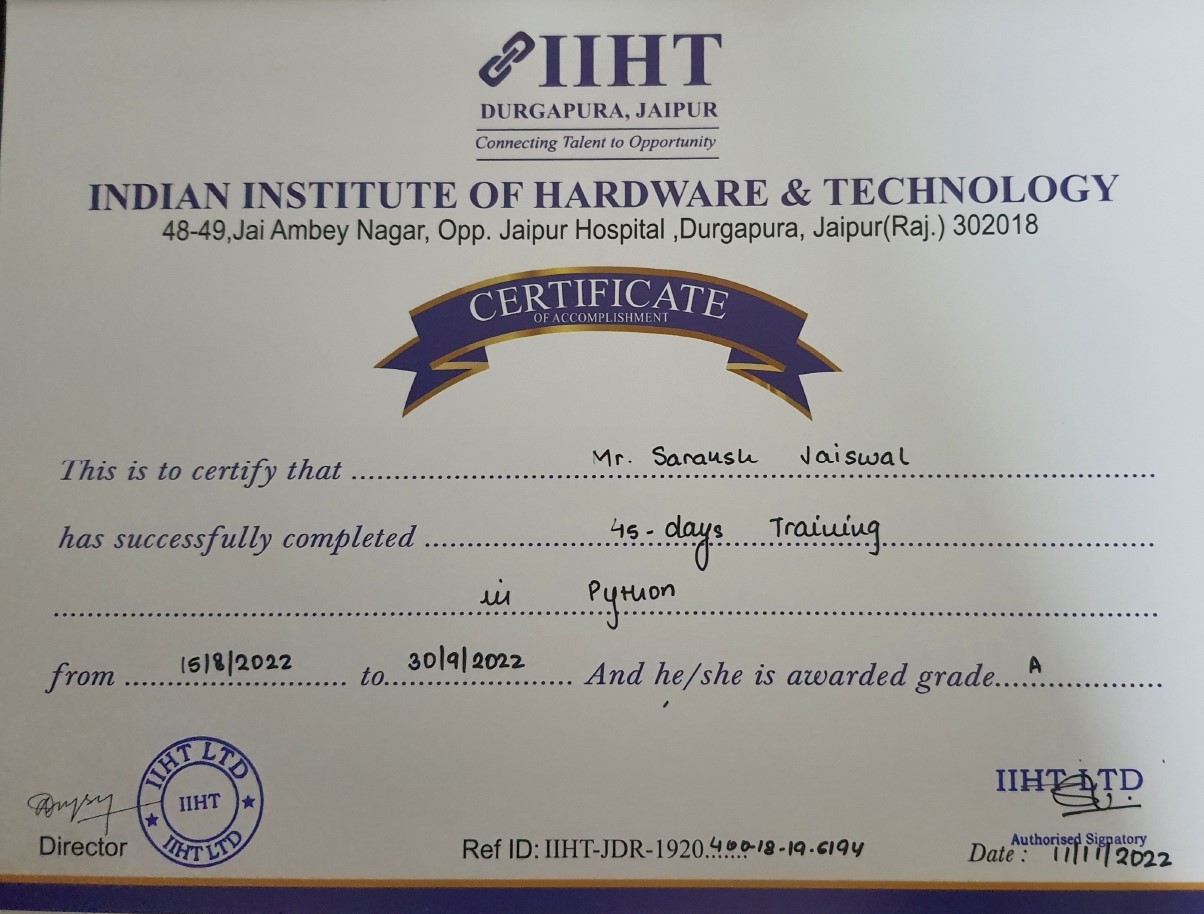 IIHT
DURGAPURA, JAIPUR
Connecting Talent to Opportunity
INDIAN INSTITUTE OF HARDWARE & TECHNOLOGY
48-49,Jai Ambey Nagar, Opp. Jaipur Hospital ,Durgapura, Jaipur(Raj.) 302018
CERTIFICATE
OF ACCOMPLISHMENT
This is to certify that Mr. Saransh Jaiswal
has successfully completed 45-days Training
in Python
from 15/8/2022 to 30/9/2022 And he/she is awarded grade A
IIHT LTD
IIHT
IIHT LTD
Director
IIHT LTD
Authorised Signatory
Ref ID: IIHT-JDR-1920.400-18-19-6194
Date : 11/11/2022